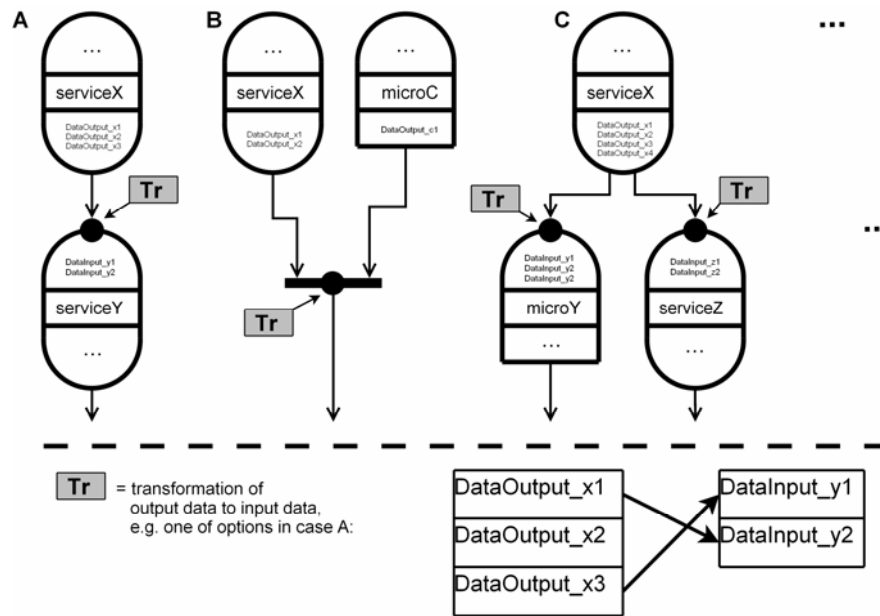 A
...
serviceX
DataOutput_x1
DataOutput_x2
DataOutput_x3
Tr
DataInput_y1
DataInput_y2
serviceY
...
B
...
serviceX
DataOutput_x1
DataOutput_x2
...
microC
DataOutput_c1
Tr
C
...
serviceX
DataOutput_x1
DataOutput_x2
DataOutput_x3
DataOutput_x4
Tr
DataInput_y1
DataInput_y2
DataInput_y2
microY
...
Tr
DataInput_z1
DataInput_z2
serviceZ
...
...
..
Tr
= transformation of
output data to input data,
e.g. one of options in case A:
DataOutput_x1
DataOutput_x2
DataOutput_x3
DataInput_y1
DataInput_y2